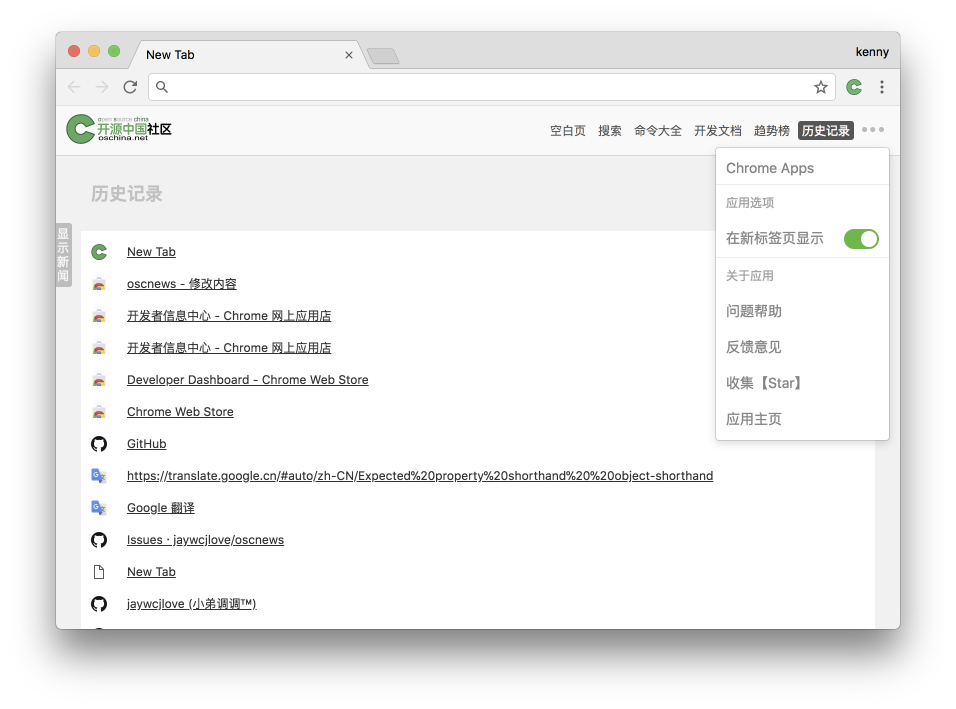 New Tab
kenny
open source china
开源中国社区
oschina.net
空白页 搜索 命令大全 开发文档 趋势榜 历史记录
Chrome Apps
应用选项
在新标签页显示
关于应用
问题帮助
反馈意见
收集【Star】
应用主页
历史记录
显示新闻
New Tab
oscnews - 修改内容
开发者信息中心 - Chrome 网上应用店
开发者信息中心 - Chrome 网上应用店
Developer Dashboard - Chrome Web Store
Chrome Web Store
GitHub
https://translate.google.cn/#auto/zh-CN/Expected%20property%20shorthand%20%20object-shorthand
Google 翻译
Issues · jaywcjlove/oscnews
New Tab
jaywcjlove (小弟调调™)